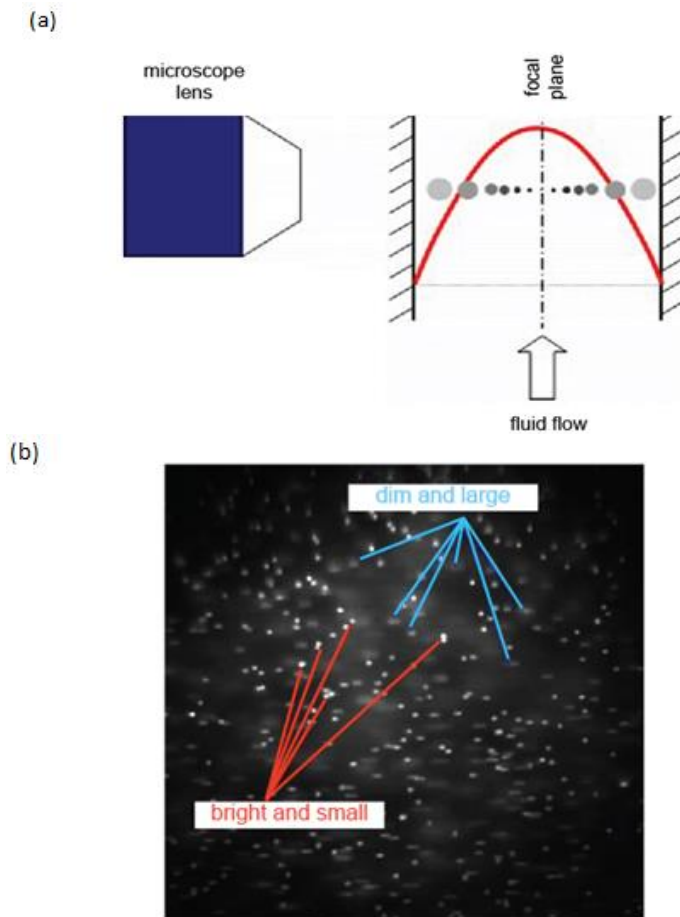 (a)
microscope
lens
focal
plane
fluid flow
(b)
dim and large
bright and small